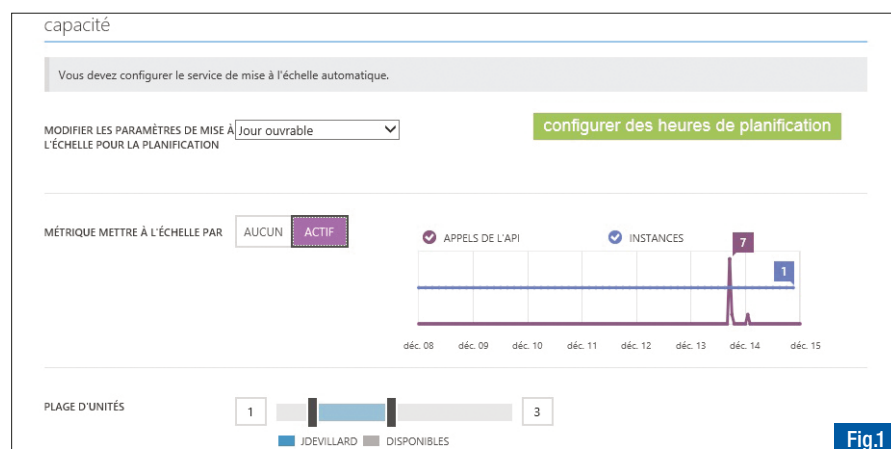 capacité
Vous devez configurer le service de mise à l'échelle automatique.
MODIFIER LES PARAMÈTRES DE MISE À
L'ÉCHELLE POUR LA PLANIFICATION
Jour ouvrable
configurer des heures de planification
MÉTRIQUE METTRE À L'ÉCHELLE PAR
AUCUN ACTIF
APPELS DE L'API INSTANCES
7
1
déc. 08 déc. 09 déc. 10 déc. 11 déc. 12 déc. 13 déc. 14 déc. 15
PLAGE D'UNITÉS
1 3
JDEVILLARD DISPONIBLES
Fig.1